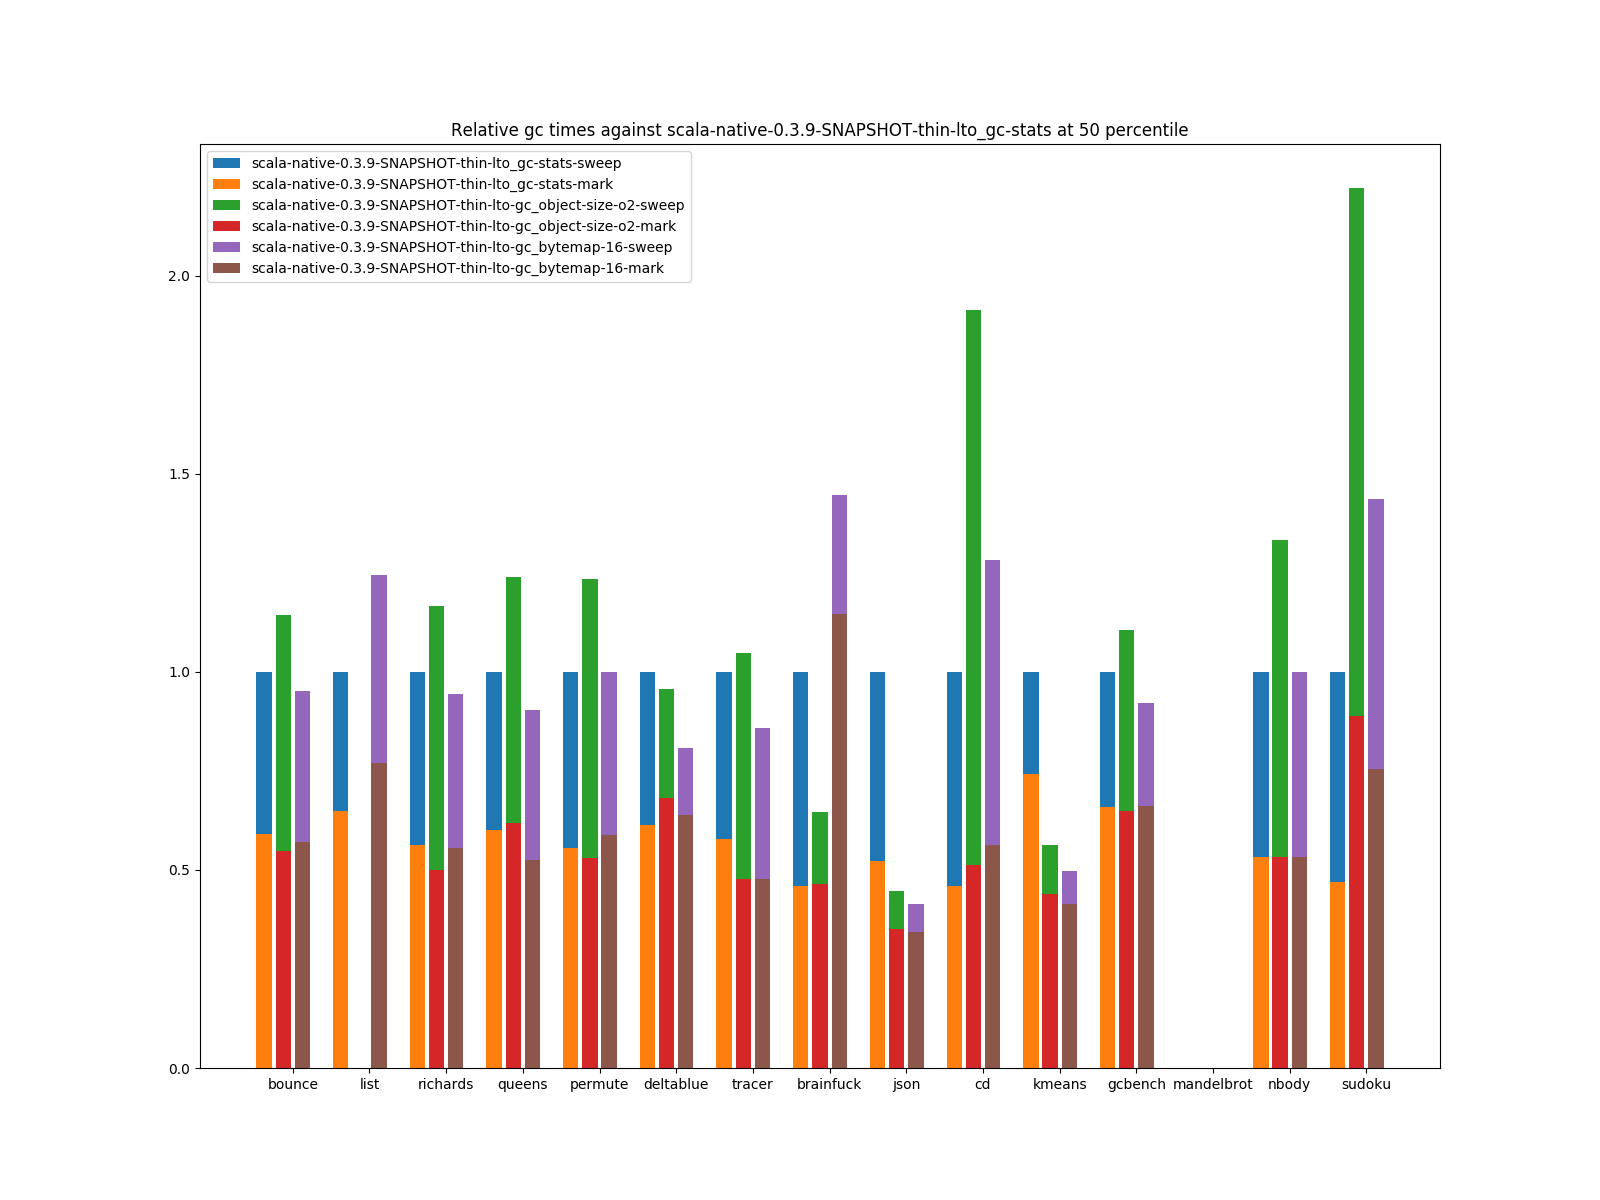 Relative gc times against scala-native-0.3.9-SNAPSHOT-thin-lto_gc-stats at 50 percentile
scala-native-0.3.9-SNAPSHOT-thin-lto_gc-stats-sweep
scala-native-0.3.9-SNAPSHOT-thin-lto_gc-stats-mark
scala-native-0.3.9-SNAPSHOT-thin-lto-gc_object-size-o2-sweep
scala-native-0.3.9-SNAPSHOT-thin-lto-gc_object-size-o2-mark
scala-native-0.3.9-SNAPSHOT-thin-lto-gc_bytemap-16-sweep
scala-native-0.3.9-SNAPSHOT-thin-lto-gc_bytemap-16-mark
2.0
1.5
1.0
0.5
0.0
bounce list richards queens permute deltablue tracer brainfuck json cd kmeans gcbench mandelbrot nbody sudoku